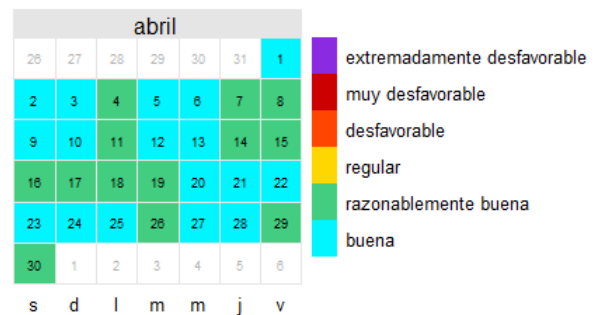 abril
26 27 28 29 30 31 1
2 3 4 5 6 7 8
9 10 11 12 13 14 15
16 17 18 19 20 21 22
23 24 25 26 27 28 29
30 1 2 3 4 5 6
s d l m m j v
extremadamente desfavorable
muy desfavorable
desfavorable
regular
razonablemente buena
buena